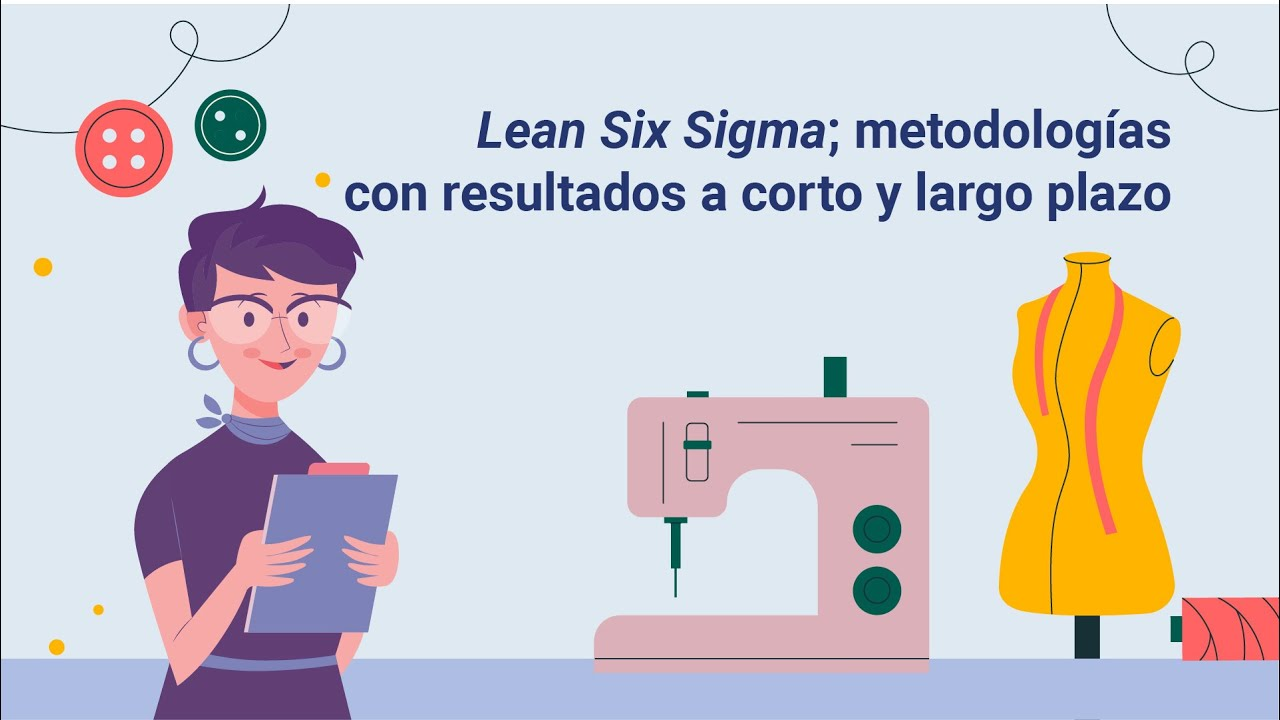 Lean Six Sigma; metodologías
con resultados a corto y largo plazo